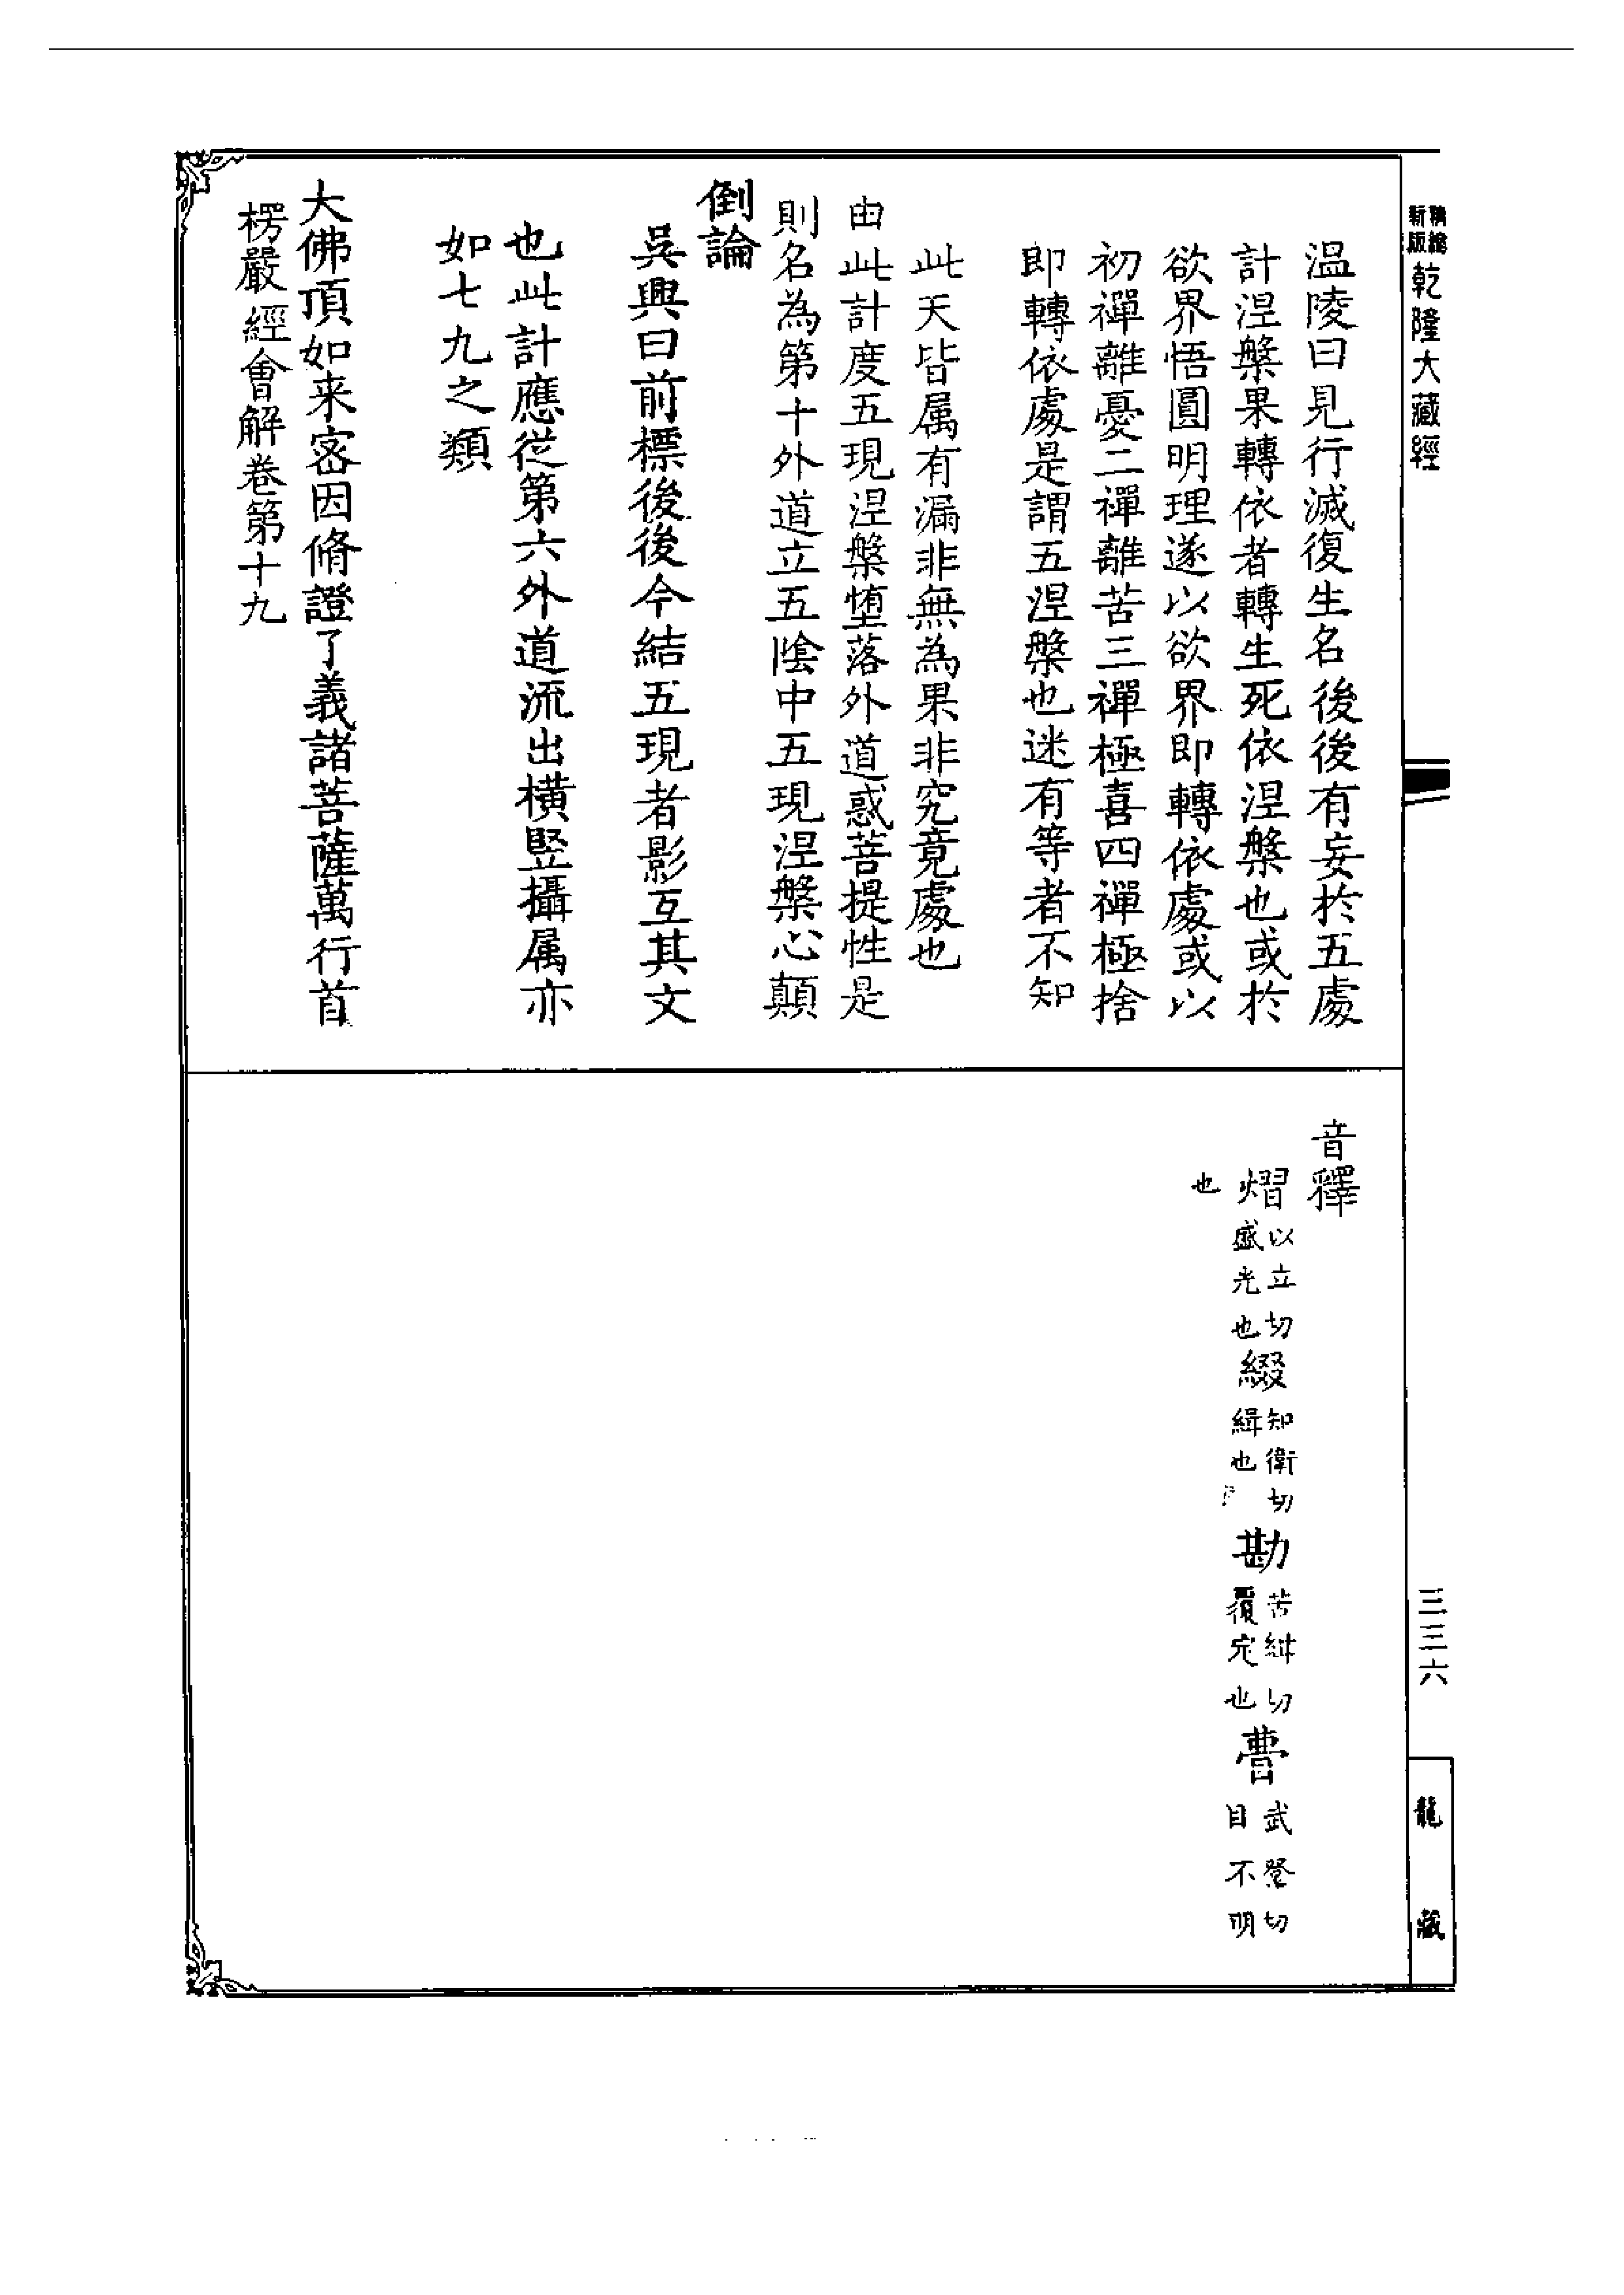 新版 精縮 乾隆大藏經
溫陵曰見行滅復生名後後有妄於五處
計涅槃果轉依者轉生死依涅槃也或於
欲界悟圓明理遂以欲界即轉依處或以
初禪離憂二禪離苦三禪極喜四禪極捨
即轉依處是謂五涅槃也迷有等者不知
此天皆属有漏非無為果非究竟處也
由此計度五現涅槃墮落外道惑菩提性是
則名為第十外道立五陰中五現涅槃心顛
倒論
吳興曰前標後後今結五現者影互其文
也此計應從第六外道流出橫竪攝属亦
如七九之類
大佛頂如来密因脩證了義諸菩薩萬行首
楞嚴經會解卷第十九
音釋
熠以立切盛光也綴知衛切緝也勘苦紺切覆定也瞢武登切目不明
也
三三六
龍藏